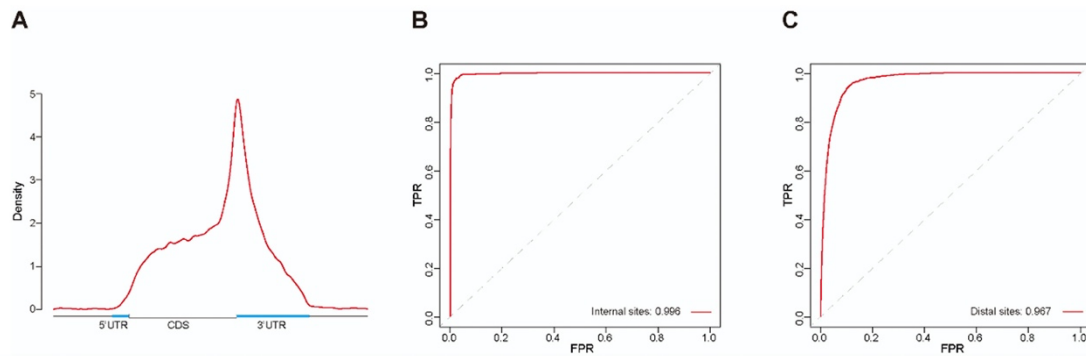 A
Density
5
4
3
2
1
0
5'UTR
CDS
3'UTR
B
TPR
1.0
0.8
0.6
0.4
0.2
0.0
Internal sites: 0.996
0.0 0.2 0.4 0.6 0.8 1.0
FPR
C
TPR
1.0
0.8
0.6
0.4
0.2
0.0
Distal sites: 0.967
0.0 0.2 0.4 0.6 0.8 1.0
FPR